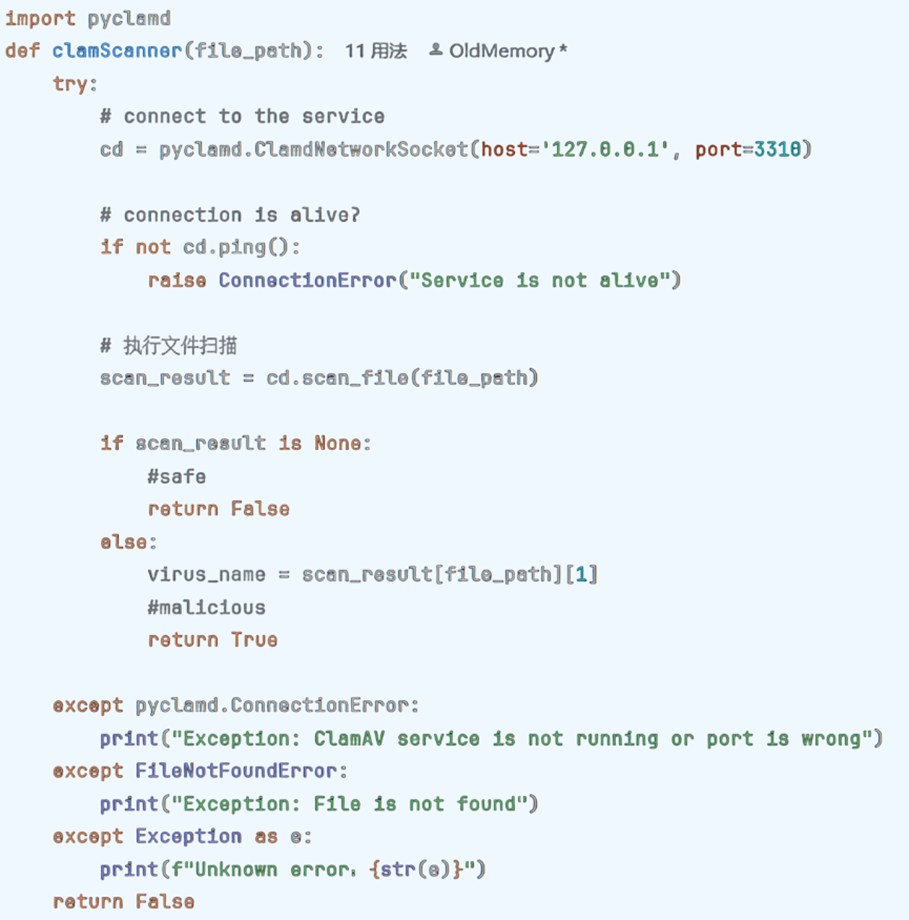 import pyclamd
def clamScanner(file_path):  11 用法  OldMemory *
    try:
        # connect to the service
        cd = pyclamd.ClamdNetworkSocket(host='127.0.0.1', port=3310)

        # connection is alive?
        if not cd.ping():
            raise ConnectionError("Service is not alive")

        # 执行文件扫描
        scan_result = cd.scan_file(file_path)

        if scan_result is None:
            #safe
            return False
        else:
            virus_name = scan_result[file_path][1]
            #malicious
            return True

    except pyclamd.ConnectionError:
        print("Exception: ClamAV service is not running or port is wrong")
    except FileNotFoundError:
        print("Exception: File is not found")
    except Exception as e:
        print(f"Unknown error: {str(e)}")
    return False